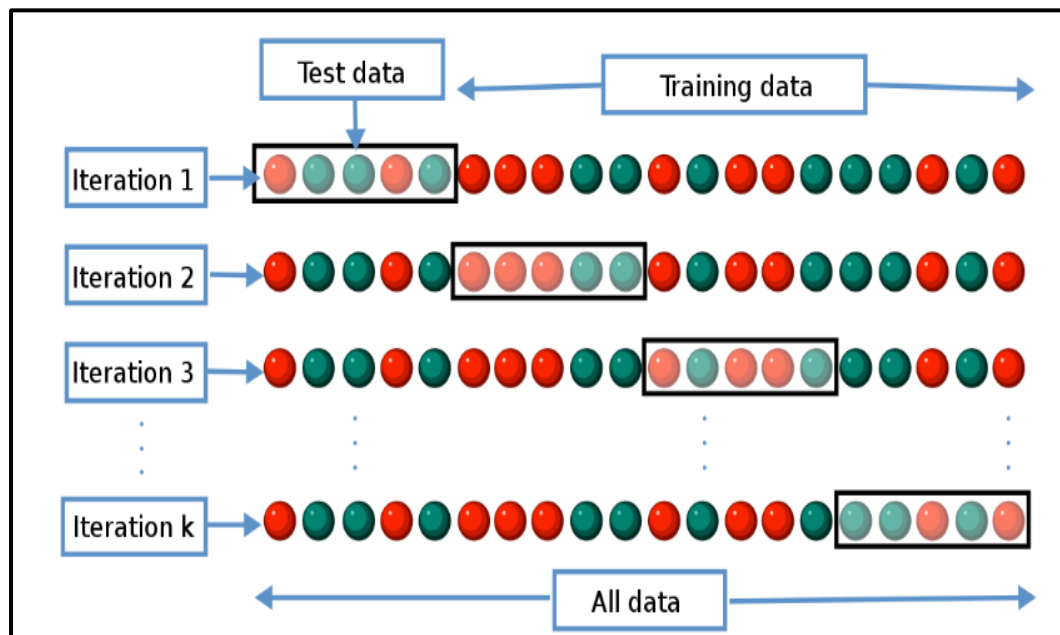 Test data
Training data
Iteration 1
Iteration 2
Iteration 3
Iteration k
All data